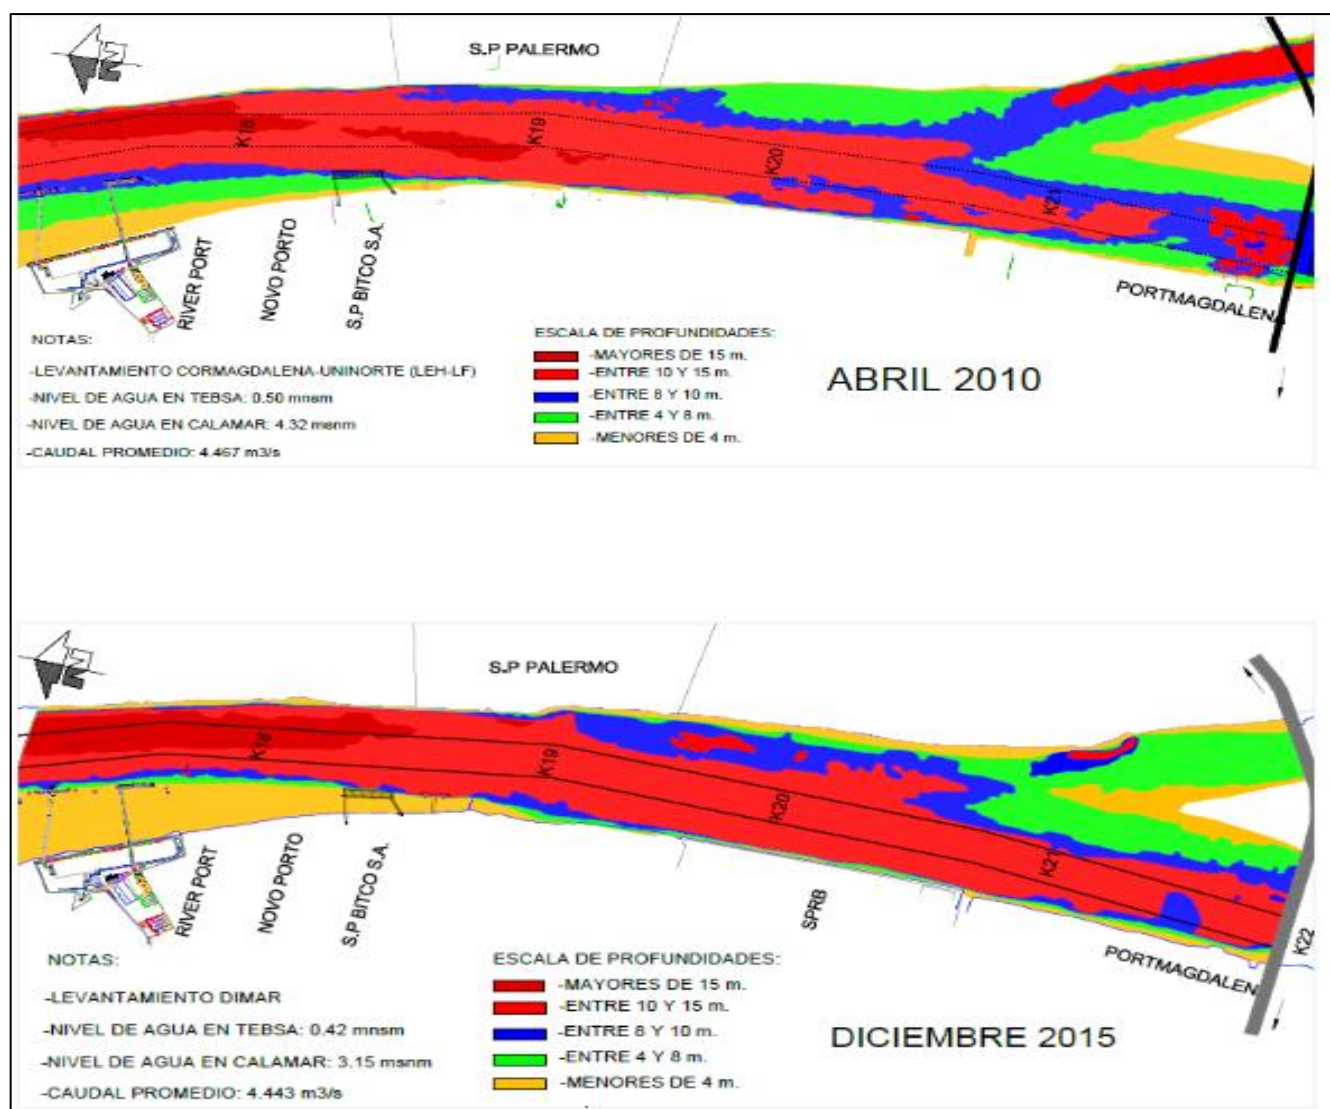 S.P PALERMO
K18
K19
K20
K21
RIVER PORT
NOVO PORTO
S.P BITCO S.A.
PORTMAGDALENA
NOTAS:
-LEVANTAMIENTO CORMAGDALENA-UNINORTE (LEH-LF)
-NIVEL DE AGUA EN TEBSA: 0.50 mnsm
-NIVEL DE AGUA EN CALAMAR: 4.32 msnm
-CAUDAL PROMEDIO: 4.467 m3/s
ESCALA DE PROFUNDIDADES:
-MAYORES DE 15 m.
-ENTRE 10 Y 15 m.
-ENTRE 8 Y 10 m.
-ENTRE 4 Y 8 m.
-MENORES DE 4 m.
ABRIL 2010
S.P PALERMO
K18
K19
K20
K21
K22
RIVER PORT
NOVO PORTO
S.P BITCO S.A.
SPRB
PORTMAGDALEN
NOTAS:
-LEVANTAMIENTO DIMAR
-NIVEL DE AGUA EN TEBSA: 0.42 mnsm
-NIVEL DE AGUA EN CALAMAR: 3.15 msnm
-CAUDAL PROMEDIO: 4.443 m3/s
ESCALA DE PROFUNDIDADES:
-MAYORES DE 15 m.
-ENTRE 10 Y 15 m.
-ENTRE 8 Y 10 m.
-ENTRE 4 Y 8 m.
-MENORES DE 4 m.
DICIEMBRE 2015